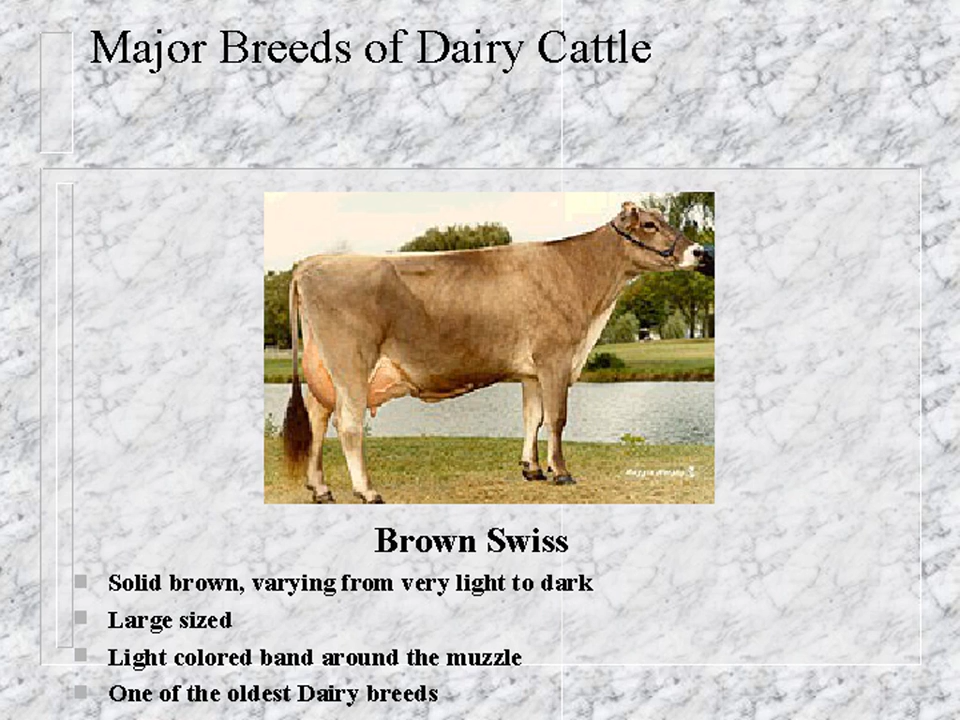 Major Breeds of Dairy Cattle
Brown Swiss
Solid brown, varying from very light to dark
Large sized
Light colored band around the muzzle
One of the oldest Dairy breeds